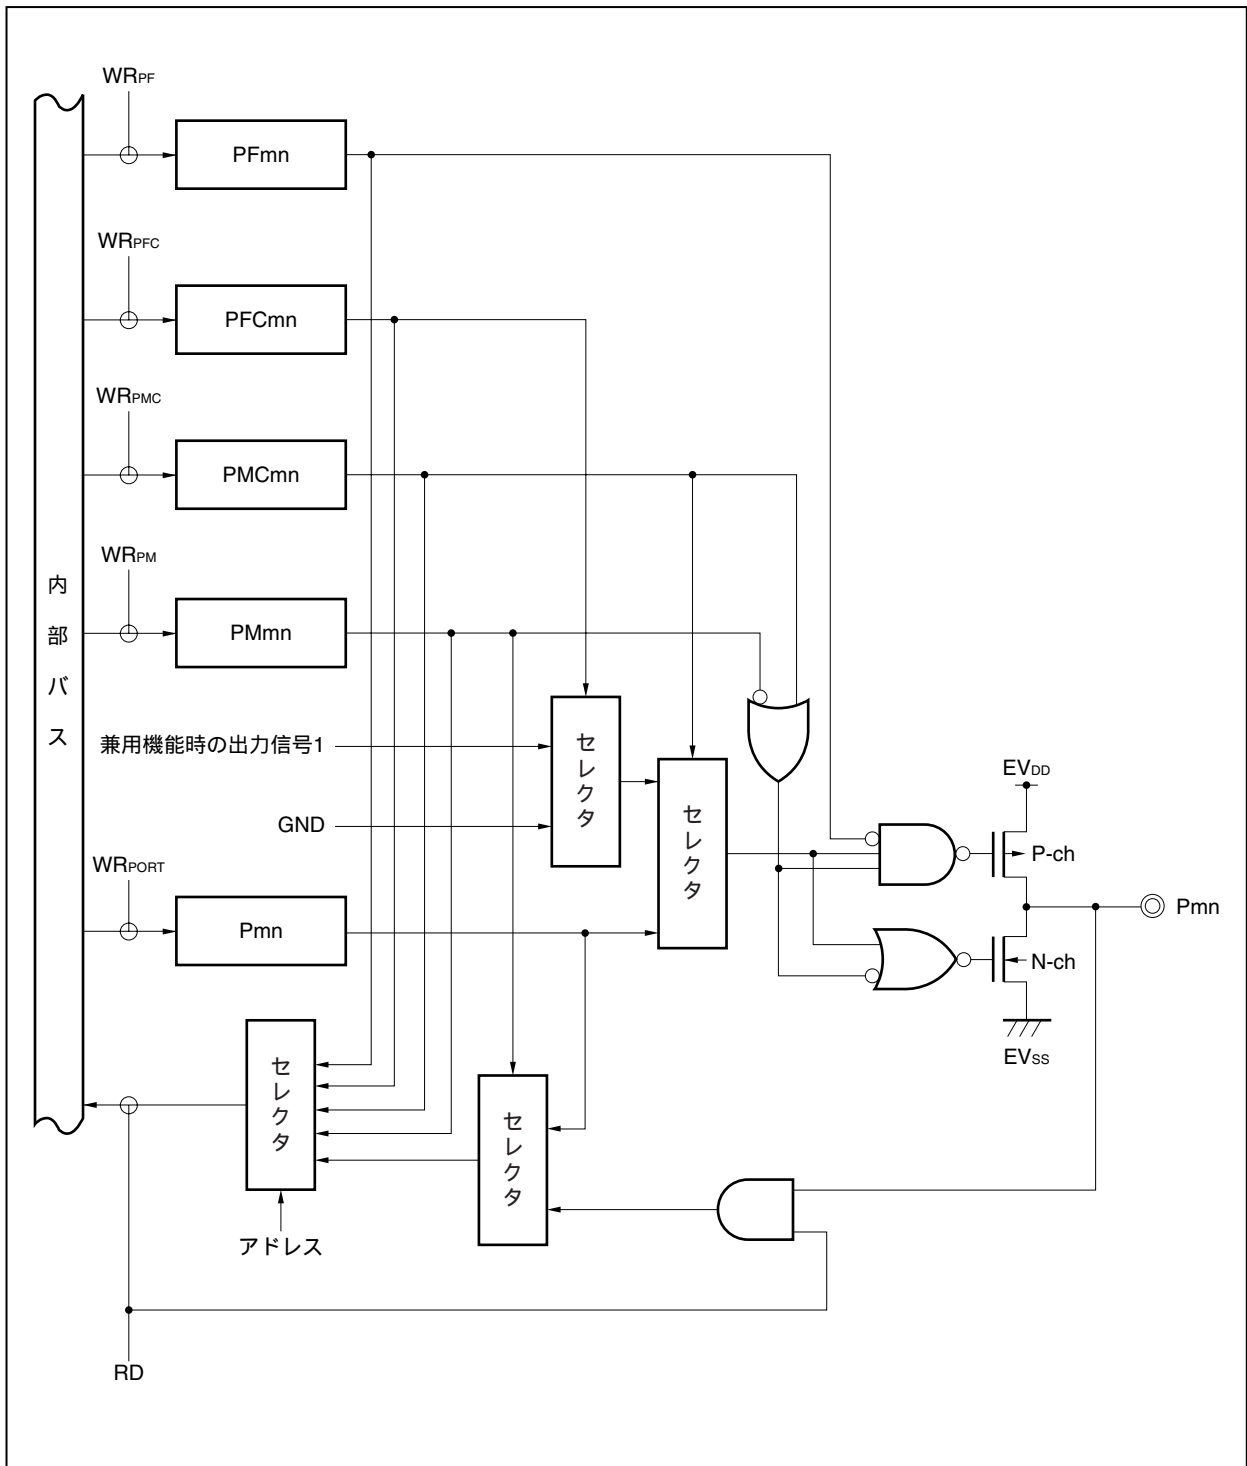 WRPF
PFmn
WRPFC
PFCmn
WRPMC
PMCmn
WRPM
PMmn
内部バス
兼用機能時の出力信号1
GND
セレクタ
セレクタ
EVDD
P-ch
WRPORT
Pmn
Pmn
N-ch
EVSS
セレクタ
セレクタ
アドレス
RD